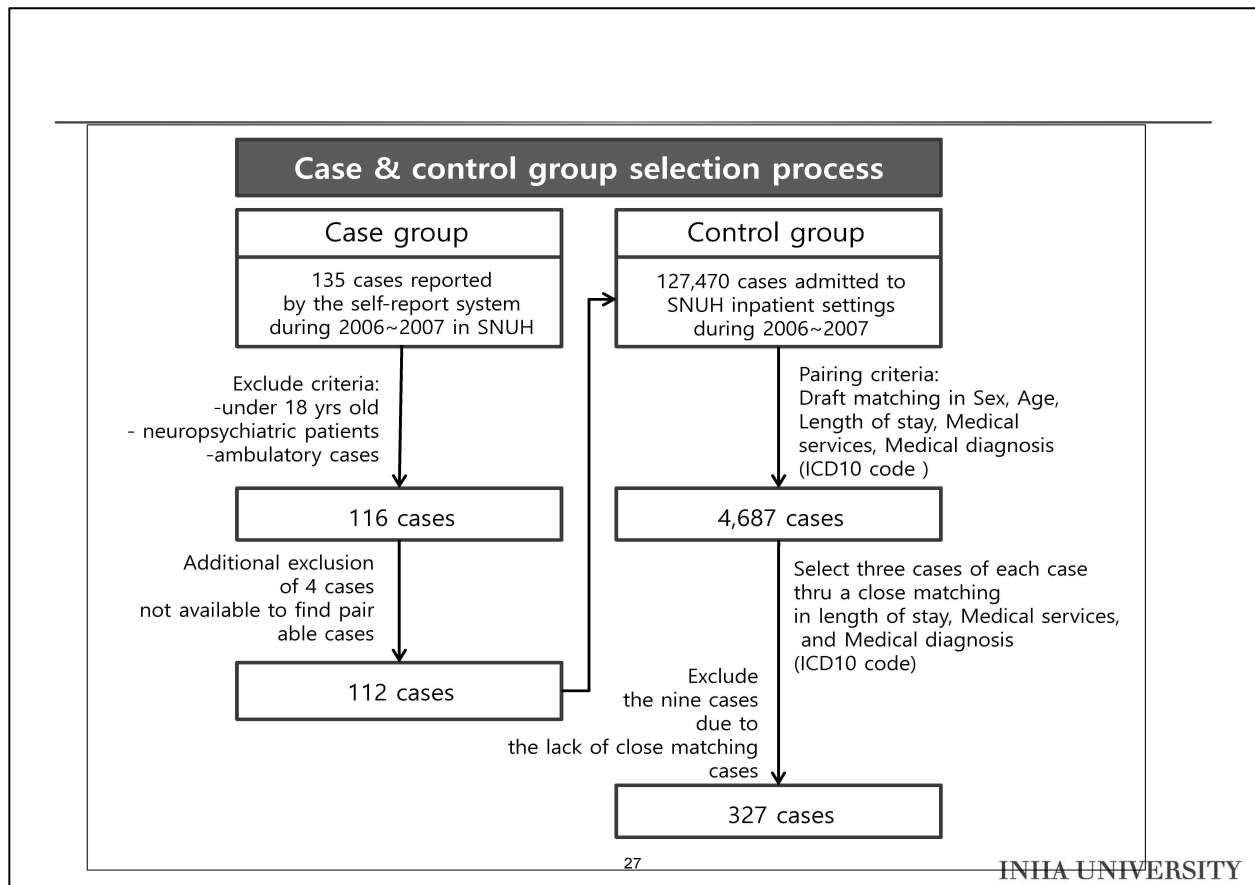 Case & control group selection process
Case group
135 cases reported
by the self-report system
during 2006~2007 in SNUH
Exclude criteria:
-under 18 yrs old
- neuropsychiatric patients
-ambulatory cases
116 cases
Additional exclusion
of 4 cases
not available to find pair
able cases
112 cases
Control group
127,470 cases admitted to
SNUH inpatient settings
during 2006~2007
Pairing criteria:
Draft matching in Sex, Age,
Length of stay, Medical
services, Medical diagnosis
(ICD10 code )
4,687 cases
Select three cases of each case
thru a close matching
in length of stay, Medical services,
and Medical diagnosis
(ICD10 code)
Exclude
the nine cases
due to
the lack of close matching
cases
327 cases
27
INHA UNIVERSITY